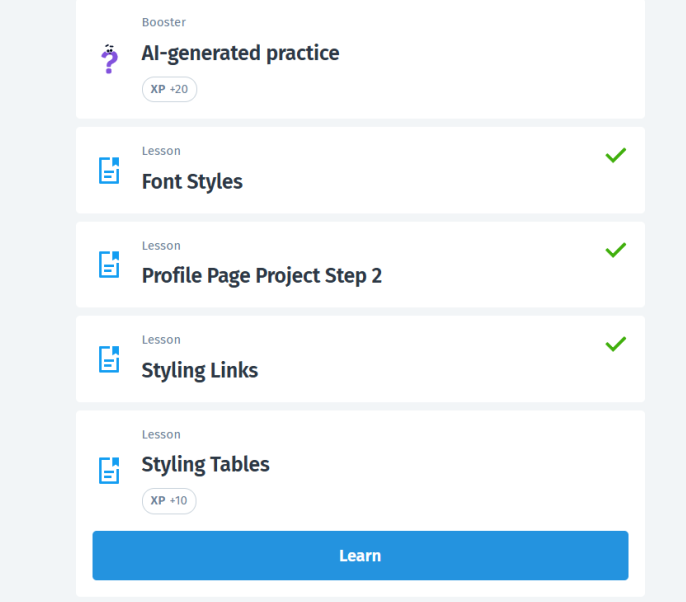 Booster
AI-generated practice
XP +20
Lesson
Font Styles
Lesson
Profile Page Project Step 2
Lesson
Styling Links
Lesson
Styling Tables
XP +10
Learn